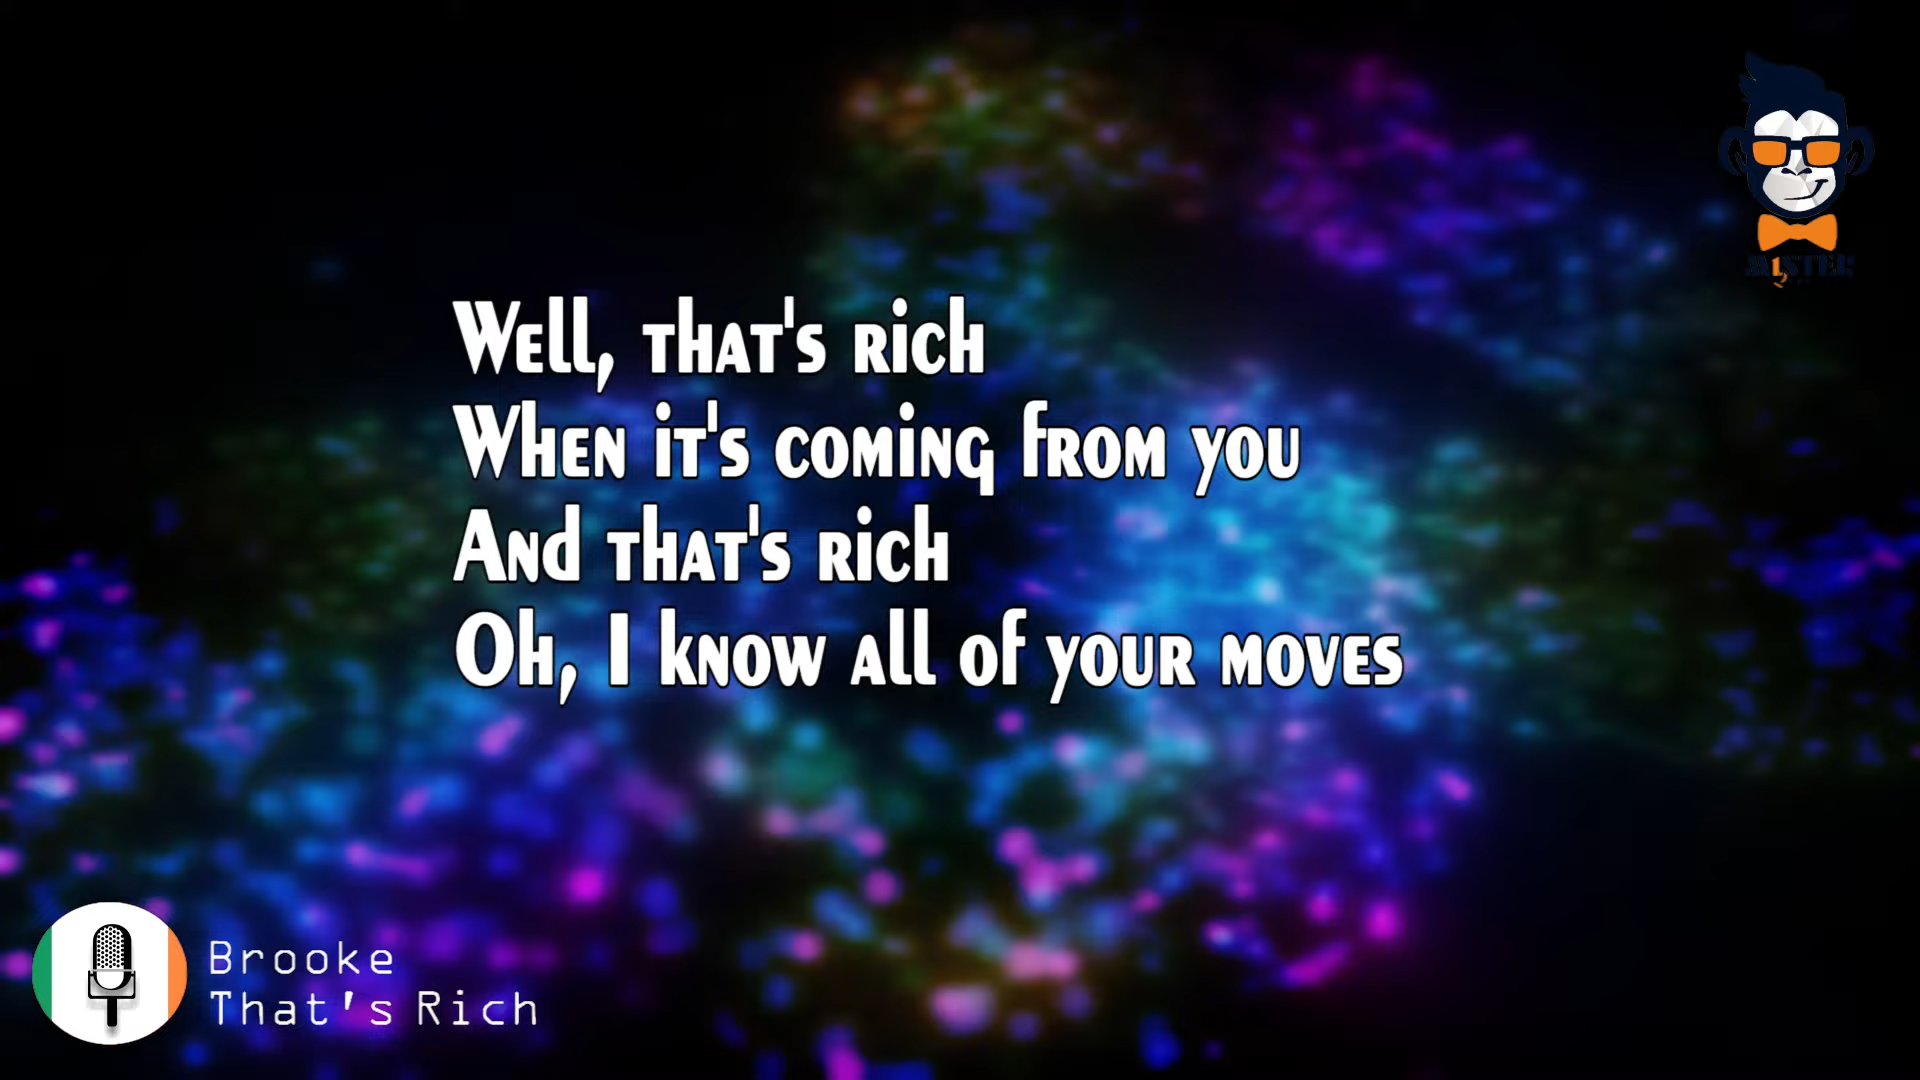 Well, that's rich
When it's coming from you
And that's rich
Oh, I know all of your moves
MISTER
Brooke
That's Rich